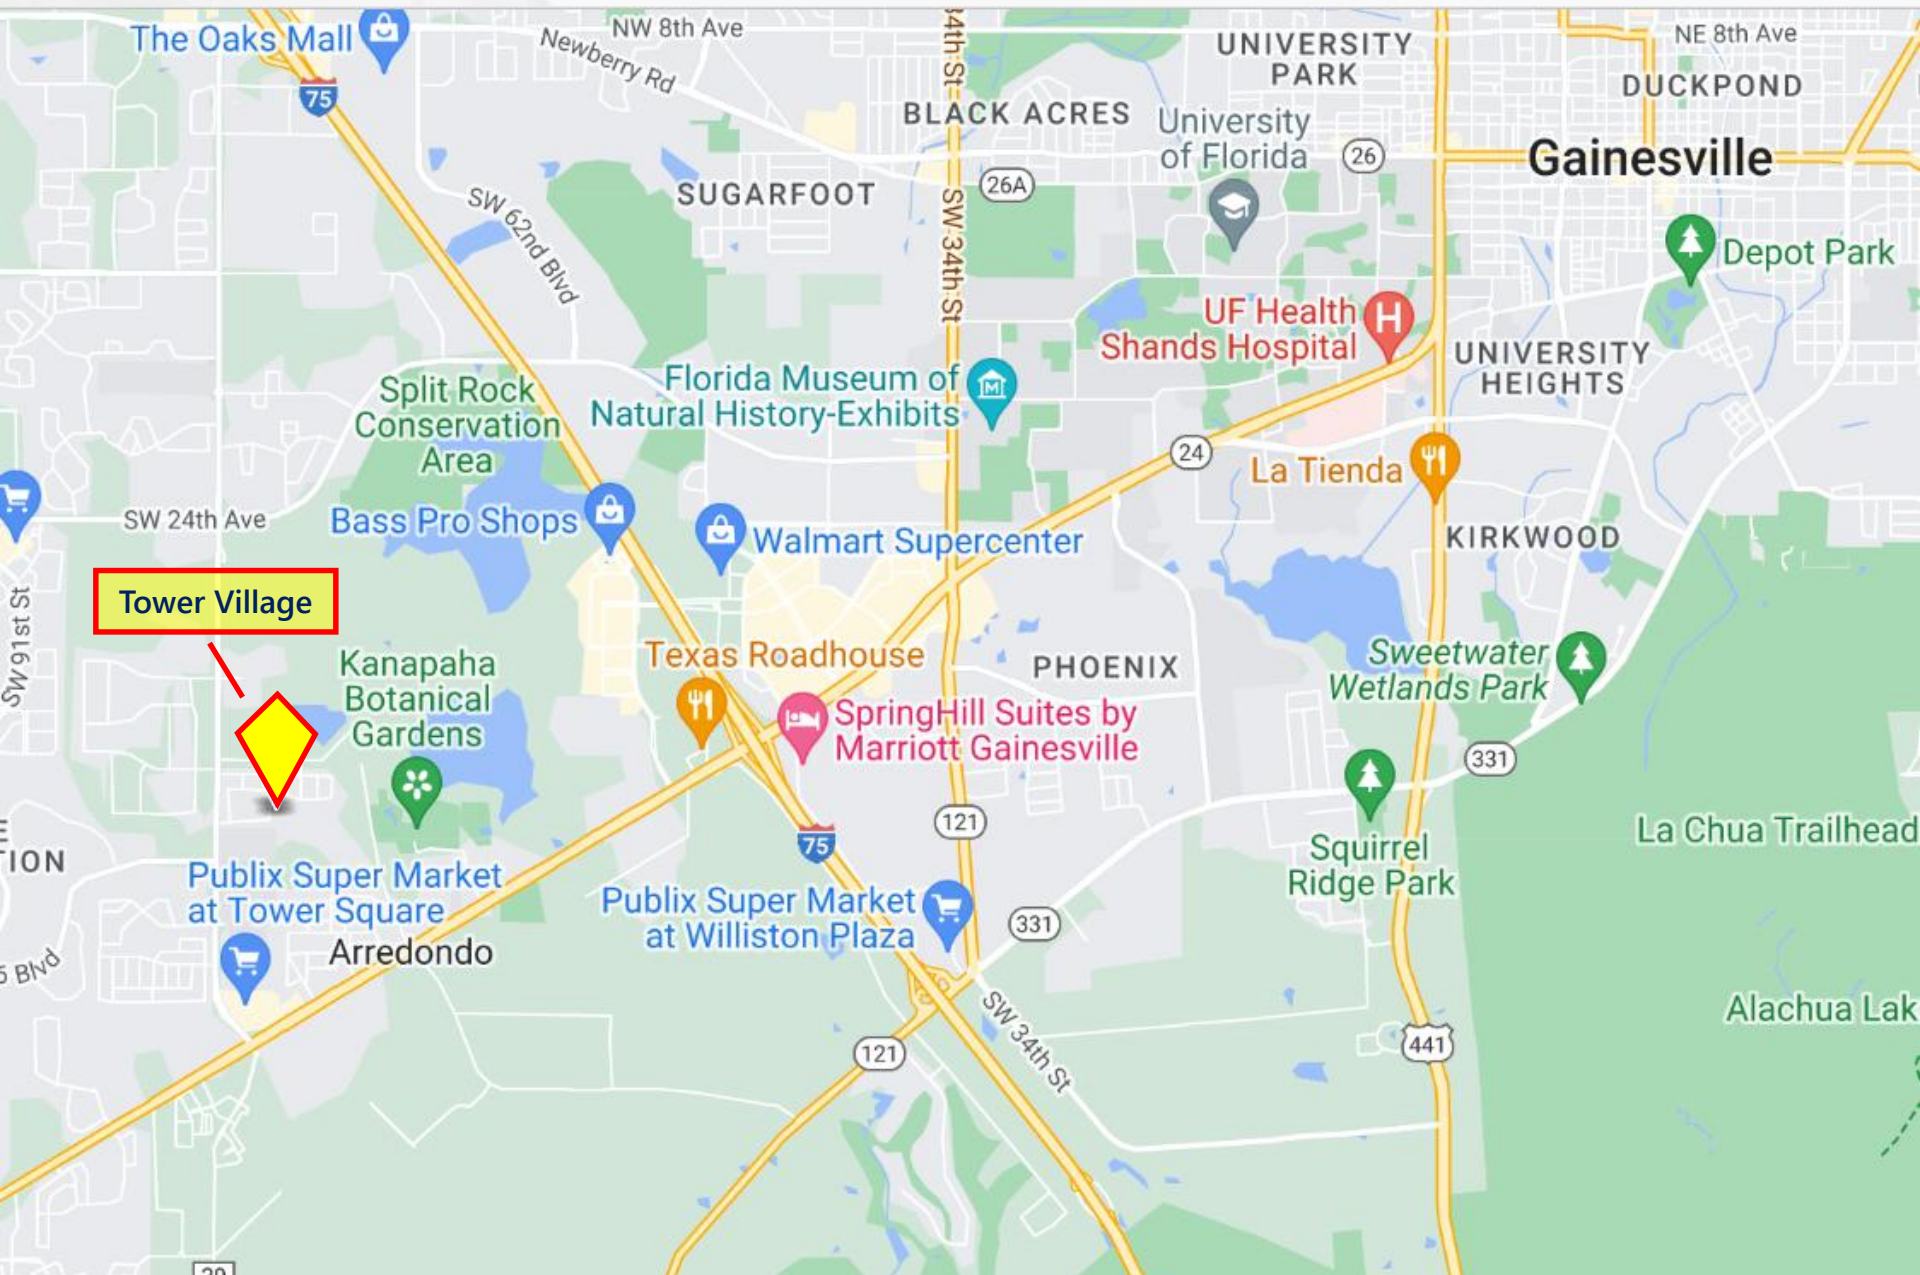 The Oaks Mall
75
Newberry Rd
NW 8th Ave
34th St
UNIVERSITY
PARK
NE 8th Ave
DUCKPOND
BLACK ACRES
University
of Florida
26
Gainesville
SUGARFOOT
26A
SW 62nd Blvd
SW 34th St
Depot Park
UF Health
Shands Hospital
UNIVERSITY
HEIGHTS
Split Rock
Conservation
Area
Florida Museum of
Natural History-Exhibits
24
La Tienda
SW 24th Ave
Bass Pro Shops
Walmart Supercenter
KIRKWOOD
Tower Village
SW 91st St
Kanapaha
Botanical
Gardens
Texas Roadhouse
PHOENIX
Sweetwater
Wetlands Park
SpringHill Suites by
Marriott Gainesville
331
121
75
Squirrel
Ridge Park
La Chua Trailhead
TION
Publix Super Market
at Tower Square
Publix Super Market
at Williston Plaza
331
Arredondo
Blvd
SW 34th St
Alachua Lak
121
441